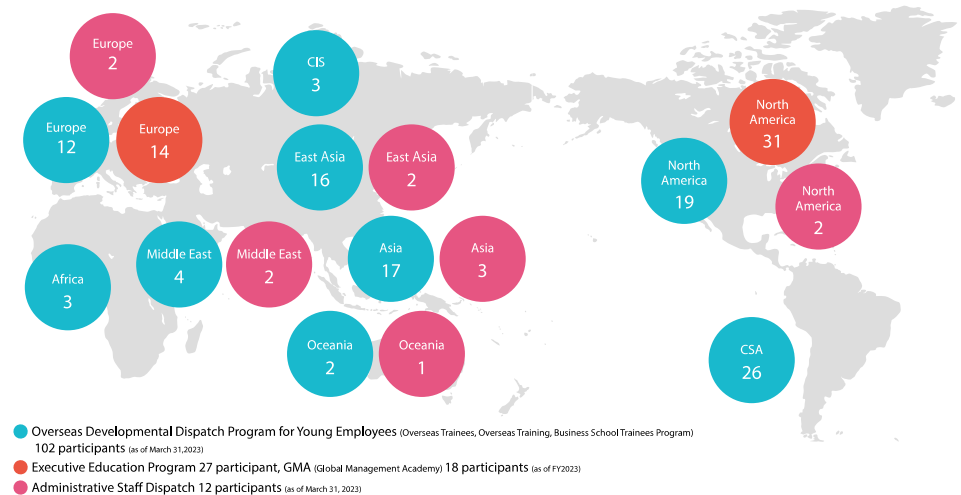 Europe
2
CIS
3
Europe
12
Europe
14
East Asia
16
East Asia
2
North
America
31
North
America
19
North
America
2
Africa
3
Middle East
4
Middle East
2
Asia
17
Asia
3
Oceania
2
Oceania
1
CSA
26
Overseas Developmental Dispatch Program for Young Employees (Overseas Trainees, Overseas Training, Business School Trainees Program)
102 participants (as of March 31,2023)
Executive Education Program 27 participant, GMA (Global Management Academy) 18 participants (as of FY2023)
Administrative Staff Dispatch 12 participants (as of March 31, 2023)